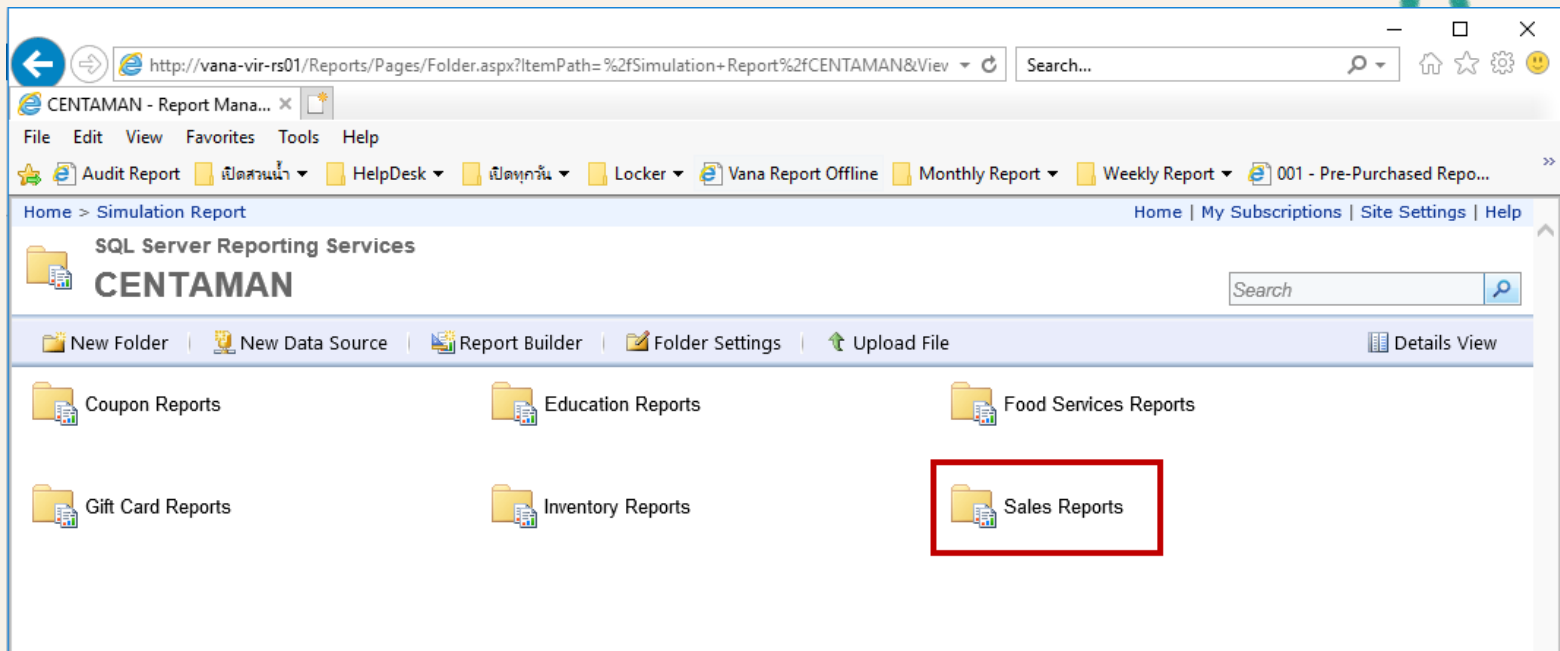 http://vana-vir-rs01/Reports/Pages/Folder.aspx?ItemPath=%2fSimulation+Report%2fCENTAMAN&View
Search...
CENTAMAN - Report Mana...
File Edit View Favorites Tools Help
Audit Report เปิดสวนน้ำ HelpDesk เปิดทุกวัน Locker Vana Report Offline Monthly Report Weekly Report 001 - Pre-Purchased Repo...
Home > Simulation Report Home | My Subscriptions | Site Settings | Help
SQL Server Reporting Services
CENTAMAN
Search
New Folder New Data Source Report Builder Folder Settings Upload File Details View
Coupon Reports Education Reports Food Services Reports
Gift Card Reports Inventory Reports Sales Reports